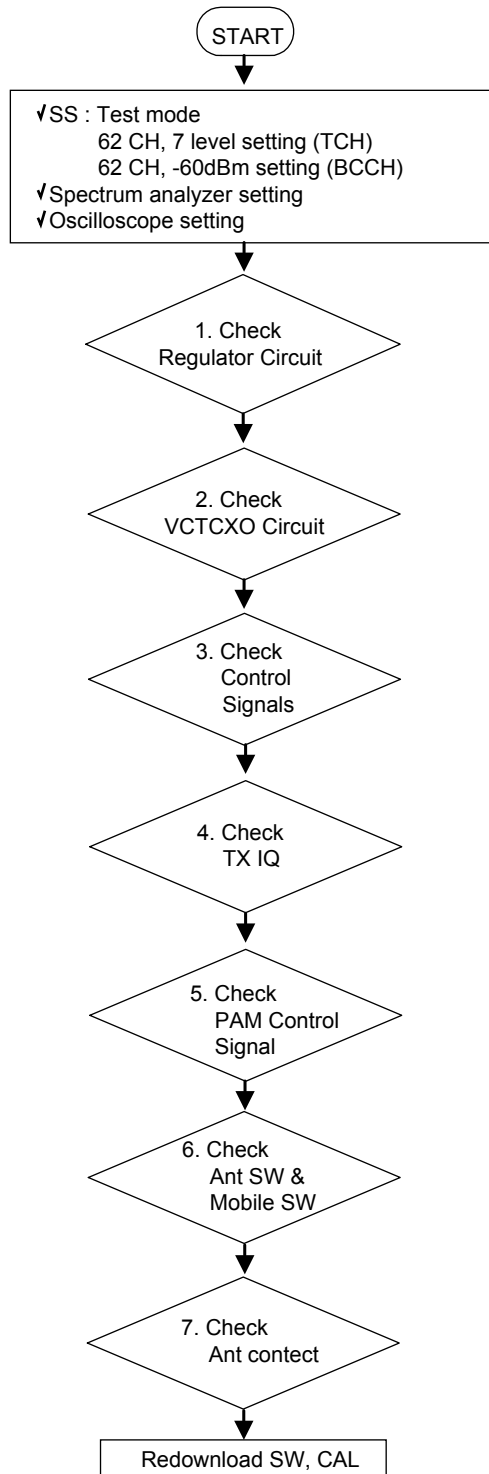 START
√SS : Test mode
62 CH, 7 level setting (TCH)
62 CH, -60dBm setting (BCCH)
√Spectrum analyzer setting
√Oscilloscope setting
1. Check
Regulator Circuit
2. Check
VCTCXO Circuit
3. Check
Control
Signals
4. Check
TX IQ
5. Check
PAM Control
Signal
6. Check
Ant SW &
Mobile SW
7. Check
Ant contect
Redownload SW, CAL